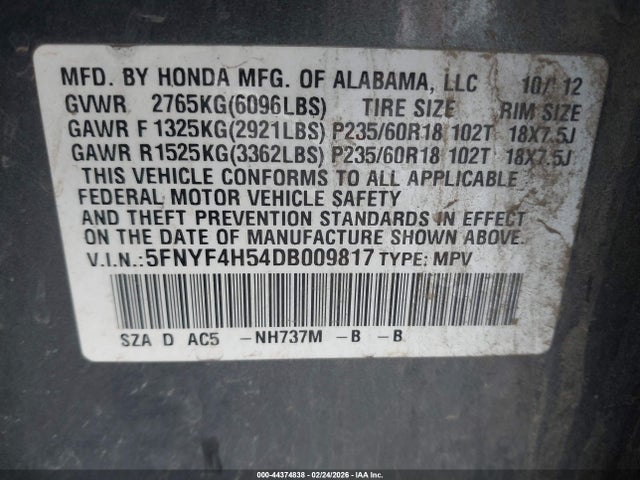 MFD. BY HONDA MFG. OF ALABAMA, LLC 10/'12
GVWR 2765KG(6096LBS) TIRE SIZE RIM SIZE
GAWR F 1325KG(2921LBS) P235/60R18 102T 18X7.5J
GAWR R 1525KG(3362LBS) P235/60R18 102T 18X7.5J
THIS VEHICLE CONFORMS TO ALL APPLICABLE
FEDERAL MOTOR VEHICLE SAFETY
AND THEFT PREVENTION STANDARDS IN EFFECT
ON THE DATE OF MANUFACTURE SHOWN ABOVE.
V.I.N.: 5FNYF4H54DB009817 TYPE: MPV
SZA D AC5 -NH737M -B -B
000-44374838 - 02/24/2026 - IAA Inc.